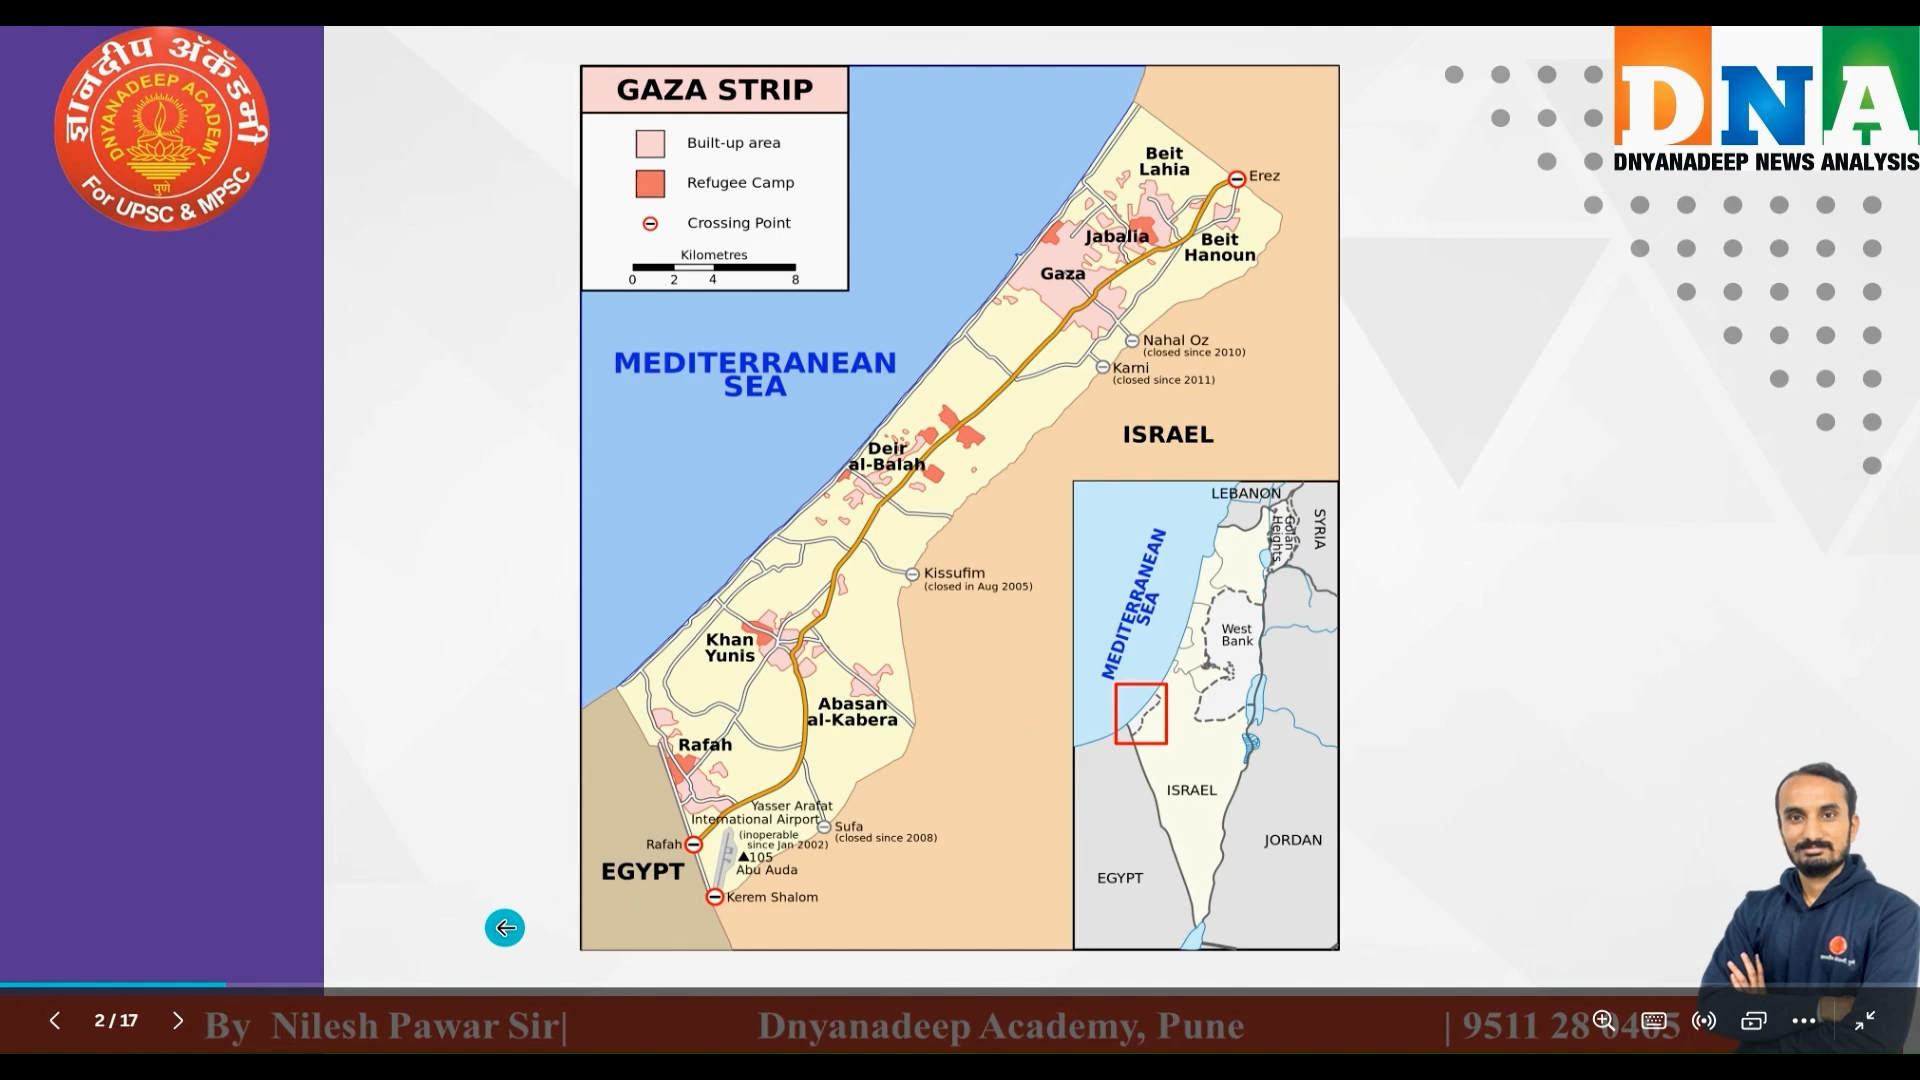 ज्ञानदीप अ‍ॅकॅडमी
DNYANADEEP ACADEMY
पुणे
For UPSC & MPSC
DNA
DNYANADEEP NEWS ANALYSIS
GAZA STRIP
Built-up area
Refugee Camp
Crossing Point
Kilometres
0 2 4 8
MEDITERRANEAN
SEA
Beit
Lahia
Erez
Jabalia
Beit
Hanoun
Gaza
Nahal Oz
(closed since 2010)
Karni
(closed since 2011)
ISRAEL
Deir
al-Balah
Kissufim
(closed in Aug 2005)
Khan
Yunis
Abasan
al-Kabera
Rafah
Yasser Arafat
International Airport
(inoperable
since Jan 2002)
Sufa
(closed since 2008)
Rafah
105
Abu Auda
EGYPT
Kerem Shalom
LEBANON
Golan
Heights
SYRIA
MEDITERRANEAN
SEA
West
Bank
ISRAEL
JORDAN
EGYPT
2 / 17
By Nilesh Pawar Sir|
Dnyanadeep Academy, Pune
| 9511 28 0465